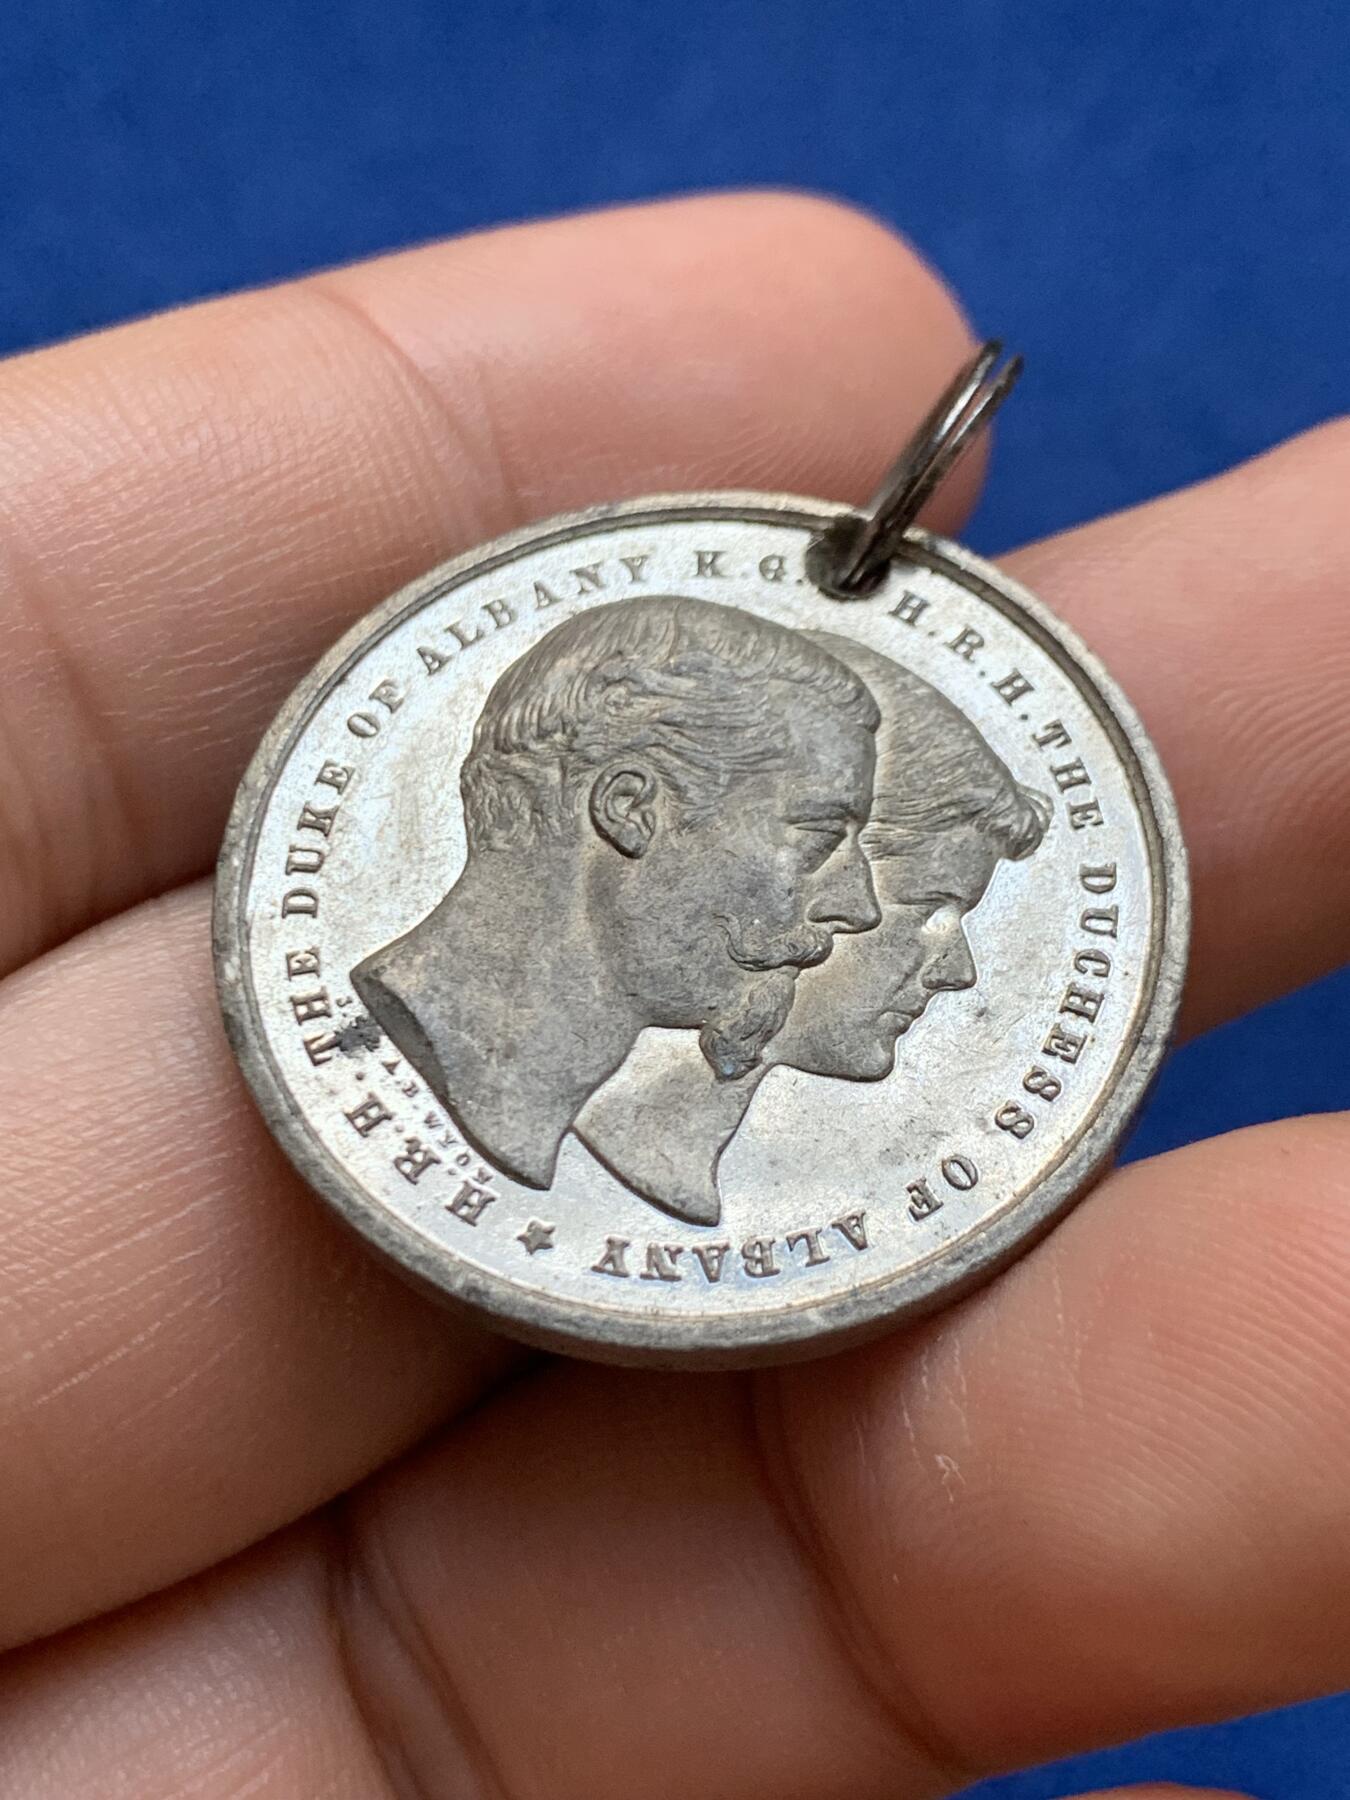 H.R.H. THE DUKE OF ALBANY K.G. H.R.H. THE DUCHESS OF ALBANY